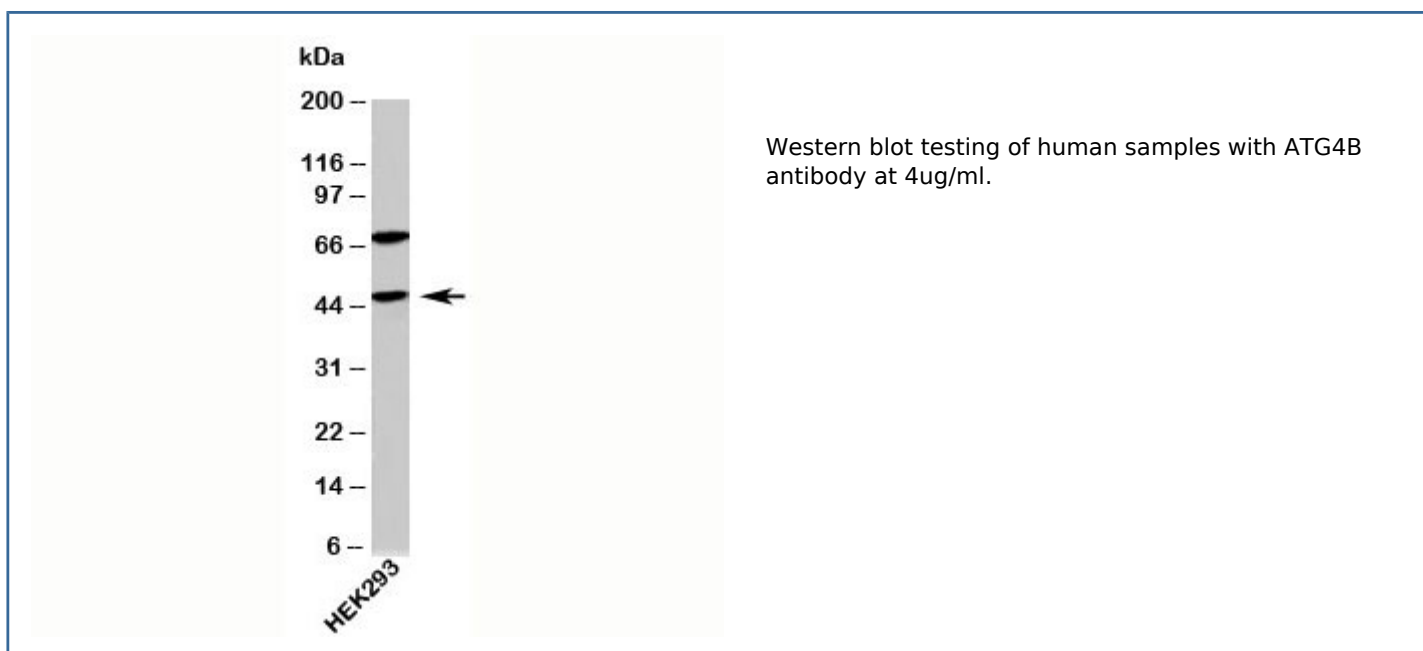 kDa
200 --
116 --
97 --
66 --
44 --
31 --
22 --
14 --
6 --
HEK293
Western blot testing of human samples with ATG4B
antibody at 4ug/ml.